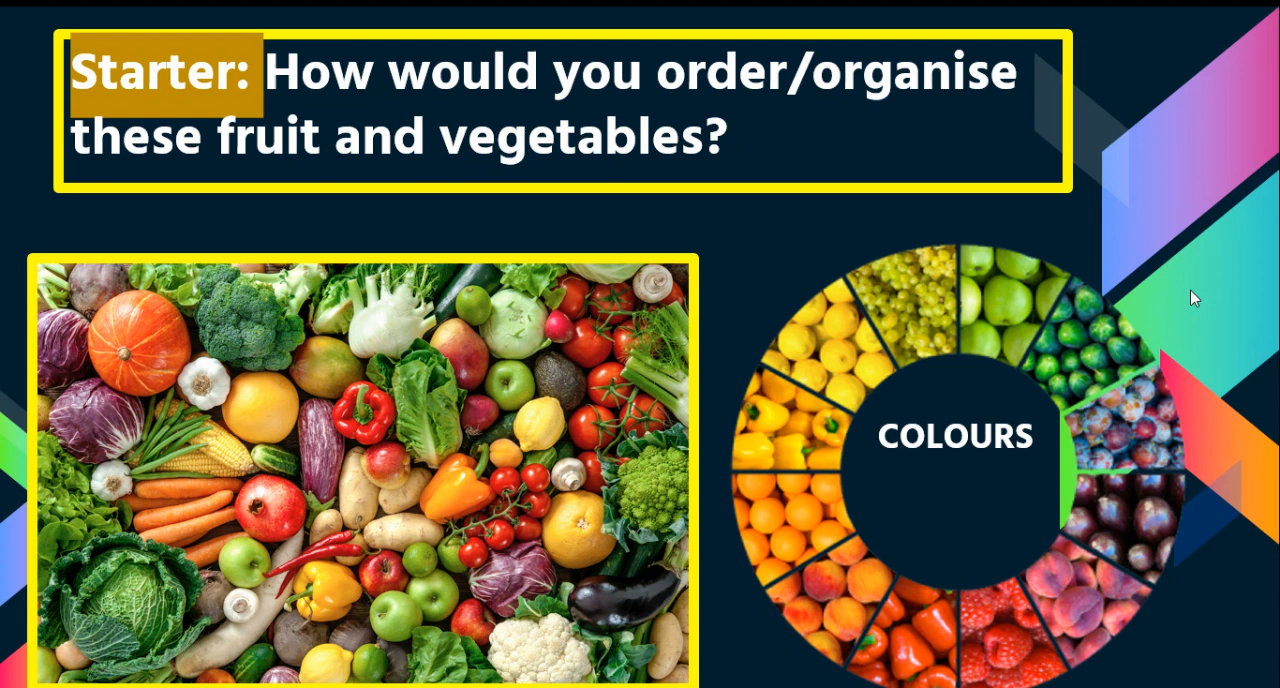 Starter: How would you order/organise
these fruit and vegetables?
COLOURS